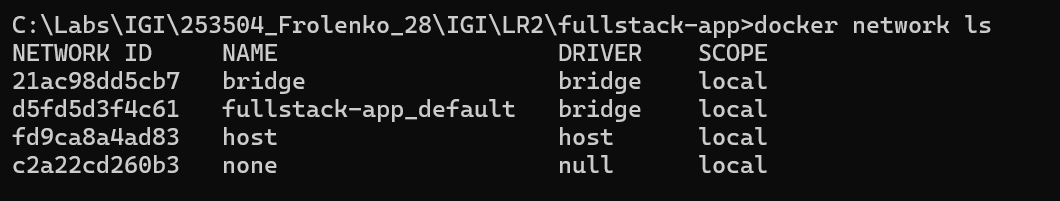 C:\Labs\IGI\253504_Frolenko_28\IGI\LR2\fullstack-app>docker network ls
NETWORK ID     NAME                    DRIVER    SCOPE
21ac98dd5cb7   bridge                  bridge    local
d5fd5d3f4c61   fullstack-app_default   bridge    local
fd9ca8a4ad83   host                    host      local
c2a22cd260b3   none                    null      local